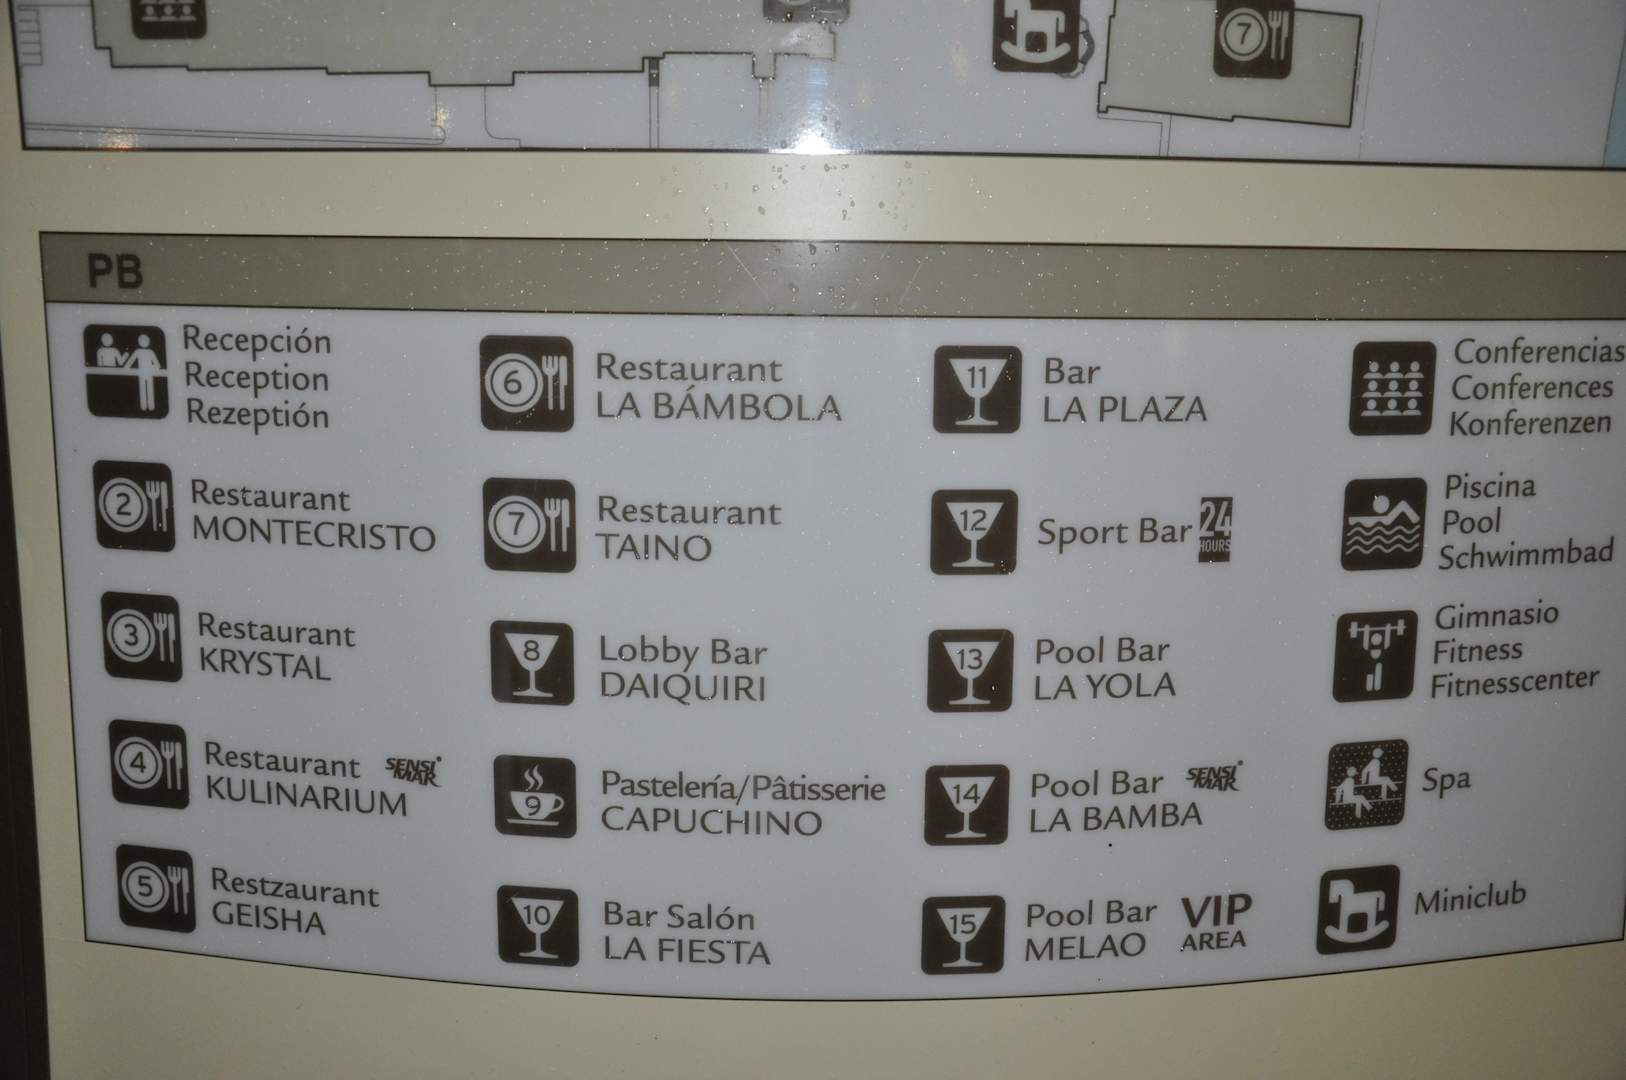 7
PB
Recepción
Reception
Rezeptión
2
Restaurant
MONTECRISTO
3
Restaurant
KRYSTAL
4
Restaurant SENSIMAR
KULINARIUM
5
Restzaurant
GEISHA
6
Restaurant
LA BÁMBOLA
7
Restaurant
TAINO
8
Lobby Bar
DAIQUIRI
9
Pastelería/Pâtisserie
CAPUCHINO
10
Bar Salón
LA FIESTA
11
Bar
LA PLAZA
12
Sport Bar 24 HOURS
13
Pool Bar
LA YOLA
14
Pool Bar SENSIMAR
LA BAMBA
15
Pool Bar VIP
MELAO AREA
Conferencias
Conferences
Konferenzen
Piscina
Pool
Schwimmbad
Gimnasio
Fitness
Fitnesscenter
Spa
Miniclub